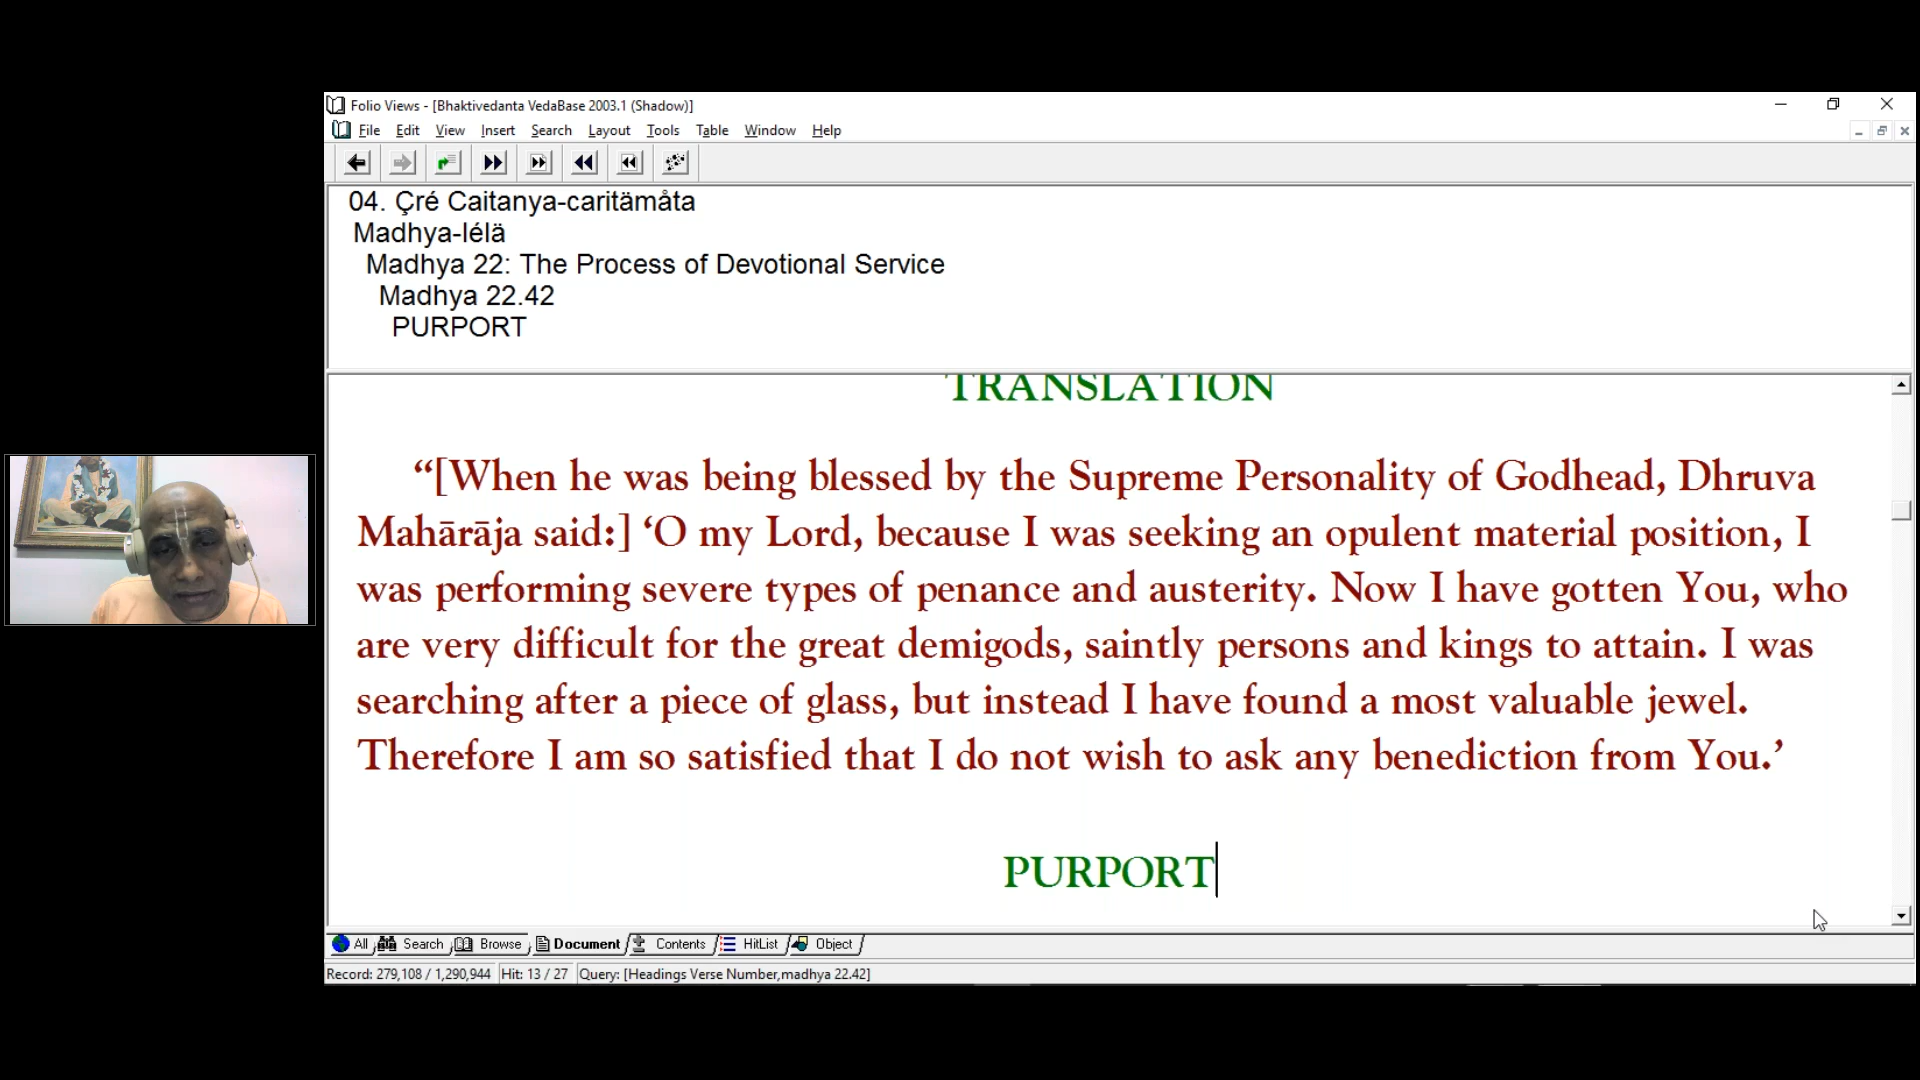 Folio Views - [Bhaktivedanta VedaBase 2003.1 (Shadow)]
File Edit View Insert Search Layout Tools Table Window Help
04. Çré Caitanya-caritämåta
Madhya-lélä
Madhya 22: The Process of Devotional Service
Madhya 22.42
PURPORT
TRANSLATION
“[When he was being blessed by the Supreme Personality of Godhead, Dhruva
Mahārāja said:] ‘O my Lord, because I was seeking an opulent material position, I
was performing severe types of penance and austerity. Now I have gotten You, who
are very difficult for the great demigods, saintly persons and kings to attain. I was
searching after a piece of glass, but instead I have found a most valuable jewel.
Therefore I am so satisfied that I do not wish to ask any benediction from You.’
PURPORT
All Search Browse Document Contents HitList Object
Record: 279,108 / 1,290,944 Hit: 13 / 27 Query: [Headings Verse Number,madhya 22.42]